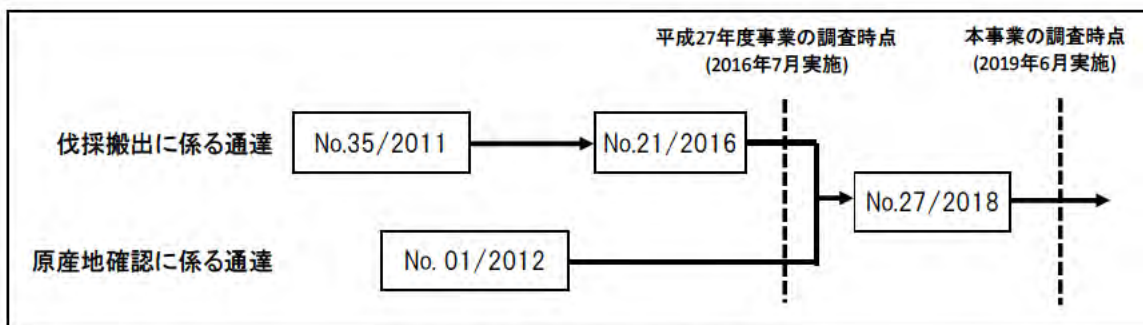 平成27年度事業の調査時点
(2016年7月実施)
本事業の調査時点
(2019年6月実施)
伐採搬出に係る通達
No.35/2011
No.21/2016
No.27/2018
原産地確認に係る通達
No. 01/2012